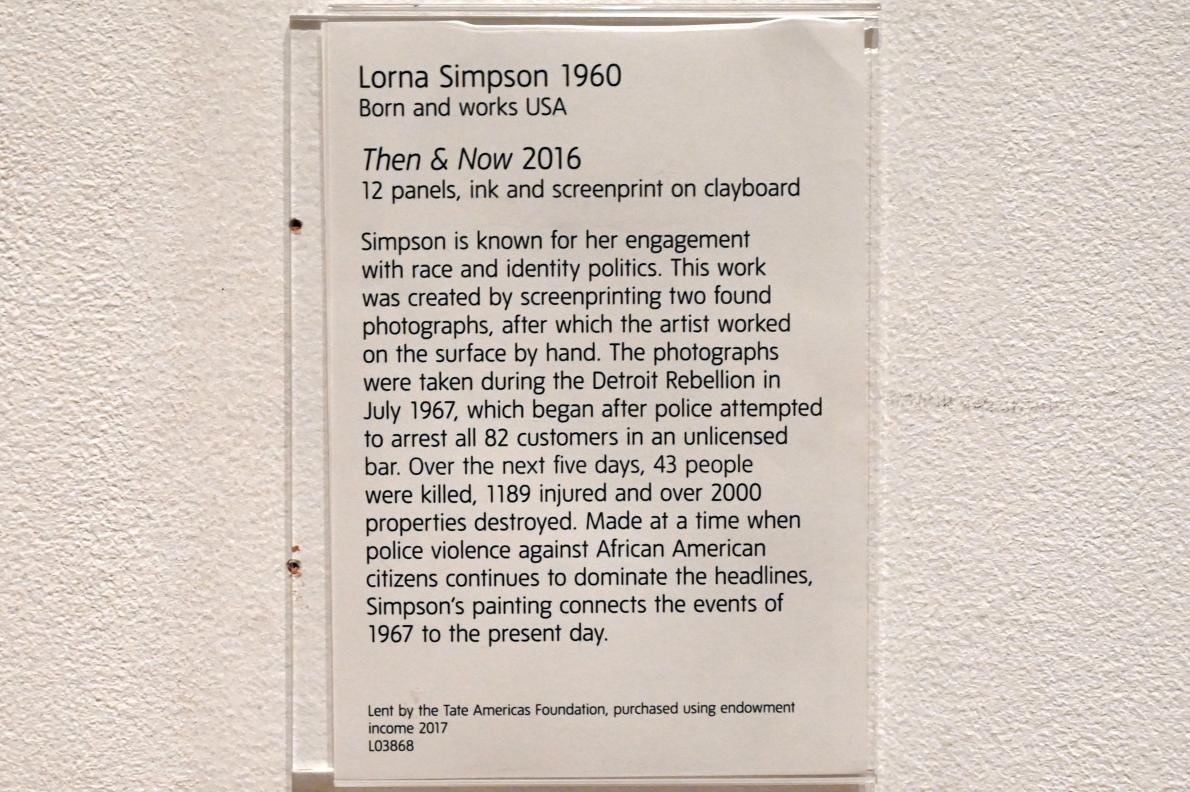 Lorna Simpson 1960
Born and works USA
Then & Now 2016
12 panels, ink and screenprint on clayboard
Simpson is known for her engagement
with race and identity politics. This work
was created by screenprinting two found
photographs, after which the artist worked
on the surface by hand. The photographs
were taken during the Detroit Rebellion in
July 1967, which began after police attempted
to arrest all 82 customers in an unlicensed
bar. Over the next five days, 43 people
were killed, 1189 injured and over 2000
properties destroyed. Made at a time when
police violence against African American
citizens continues to dominate the headlines,
Simpson's painting connects the events of
1967 to the present day.
Lent by the Tate Americas Foundation, purchased using endowment
income 2017
L03868